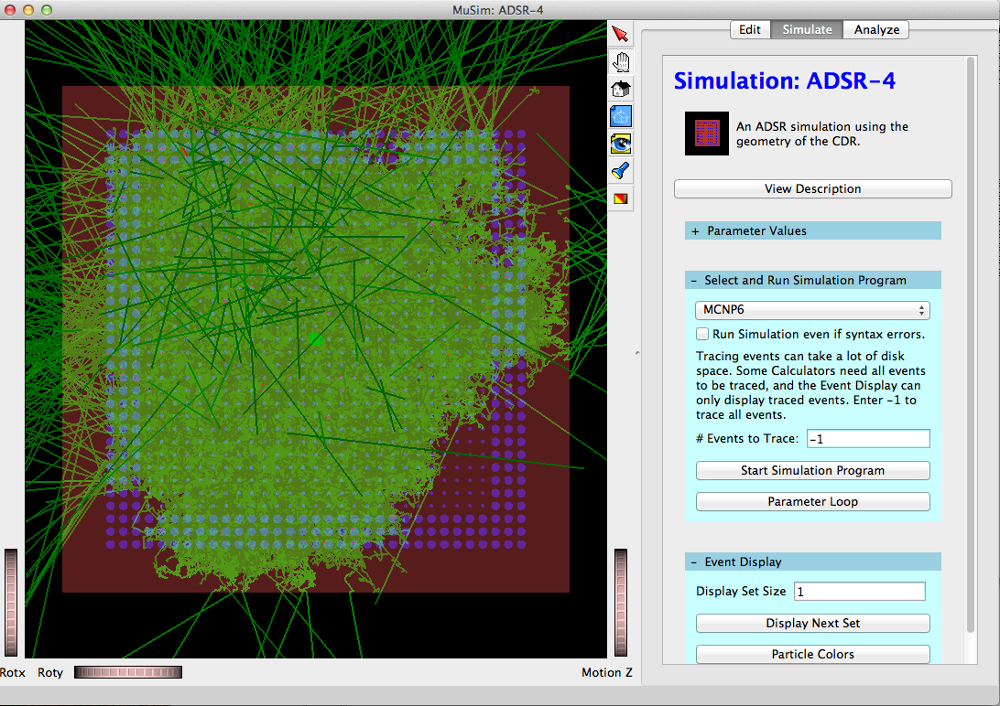 MuSim: ADSR-4
Edit
Simulate
Analyze
Simulation: ADSR-4
An ADSR simulation using the
geometry of the CDR.
View Description
+ Parameter Values
- Select and Run Simulation Program
MCNP6
Run Simulation even if syntax errors.
Tracing events can take a lot of disk
space. Some Calculators need all events
to be traced, and the Event Display can
only display traced events. Enter -1 to
trace all events.
# Events to Trace: -1
Start Simulation Program
Parameter Loop
- Event Display
Display Set Size 1
Display Next Set
Particle Colors
Rotx Roty
Motion Z